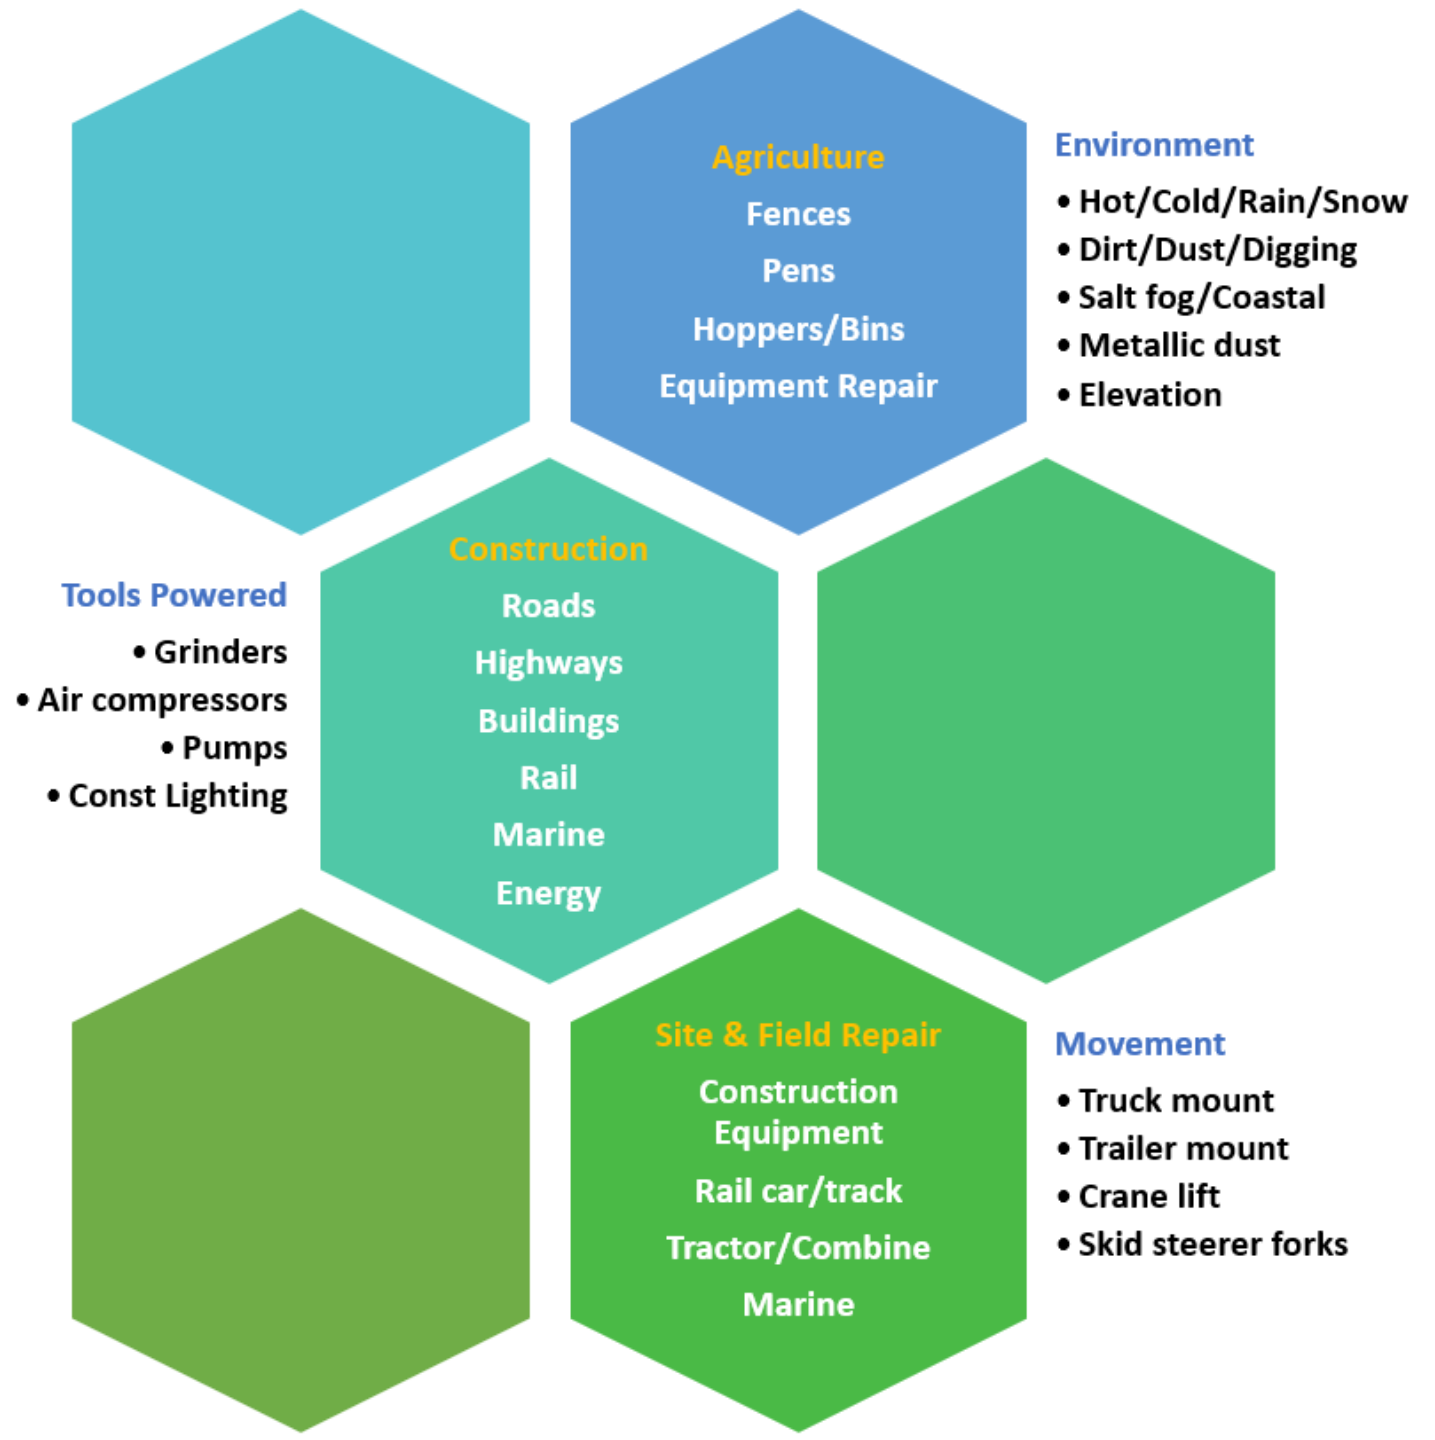 Agriculture
Fences
Pens
Hoppers/Bins
Equipment Repair
Environment
• Hot/Cold/Rain/Snow
• Dirt/Dust/Digging
• Salt fog/Coastal
• Metallic dust
• Elevation
Tools Powered
• Grinders
• Air compressors
• Pumps
• Const Lighting
Construction
Roads
Highways
Buildings
Rail
Marine
Energy
Site & Field Repair
Construction
Equipment
Rail car/track
Tractor/Combine
Marine
Movement
• Truck mount
• Trailer mount
• Crane lift
• Skid steerer forks